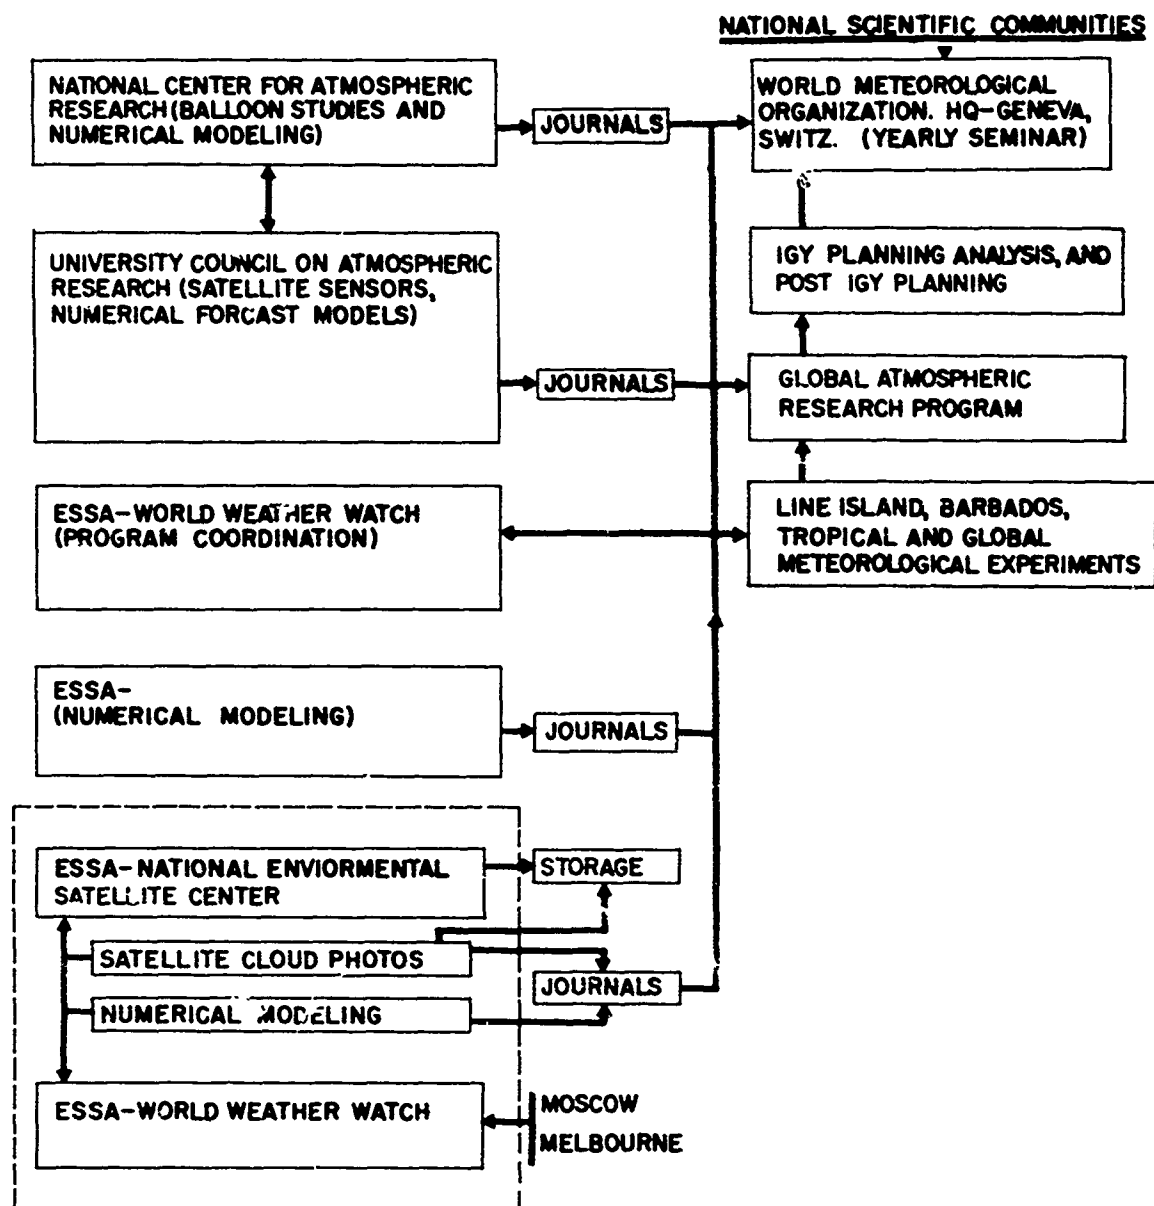 NATIONAL SCIENTIFIC COMMUNITIES
NATIONAL CENTER FOR ATMOSPHERIC
RESEARCH (BALLOON STUDIES AND
NUMERICAL MODELING)
JOURNALS
WORLD METEOROLOGICAL
ORGANIZATION. HQ-GENEVA,
SWITZ. (YEARLY SEMINAR)
UNIVERSITY COUNCIL ON ATMOSPHERIC
RESEARCH (SATELLITE SENSORS,
NUMERICAL FORCAST MODELS)
JOURNALS
IGY PLANNING ANALYSIS, AND
POST IGY PLANNING
GLOBAL ATMOSPHERIC
RESEARCH PROGRAM
ESSA-WORLD WEATHER WATCH
(PROGRAM COORDINATION)
LINE ISLAND, BARBADOS,
TROPICAL AND GLOBAL
METEOROLOGICAL EXPERIMENTS
ESSA-
(NUMERICAL MODELING)
JOURNALS
ESSA-NATIONAL ENVIORMENTAL
SATELLITE CENTER
STORAGE
SATELLITE CLOUD PHOTOS
NUMERICAL MODELING
JOURNALS
ESSA-WORLD WEATHER WATCH
MOSCOW
MELBOURNE